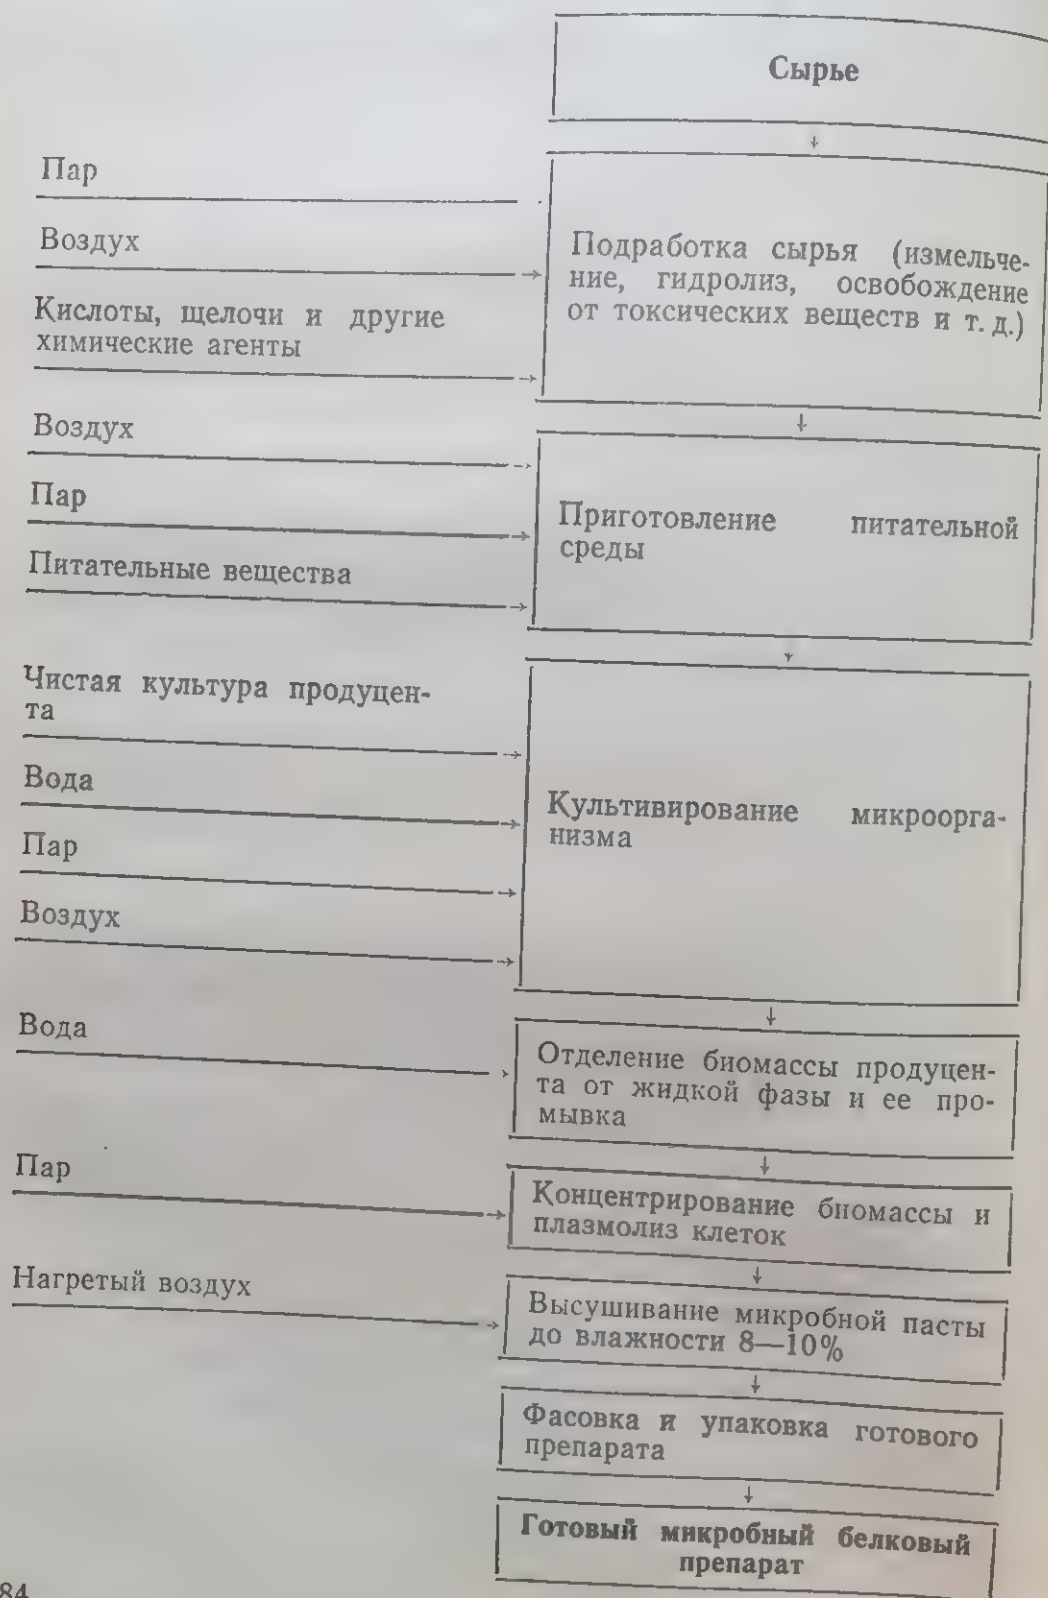 Сырье
Пар
Воздух
Кислоты, щелочи и другие
химические агенты
Подработка сырья (измельче-
ние, гидролиз, освобождение
от токсических веществ и т. д.)
Воздух
Пар
Питательные вещества
Приготовление питательной
среды
Чистая культура продуцен-
та
Вода
Пар
Воздух
Культивирование микроорга-
низма
Вода
Отделение биомассы продуцен-
та от жидкой фазы и ее про-
мывка
Пар
Концентрирование биомассы и
плазмолиз клеток
Нагретый воздух
Высушивание микробной пасты
до влажности 8—10%
Фасовка и упаковка готового
препарата
Готовый микробный белковый
препарат
84